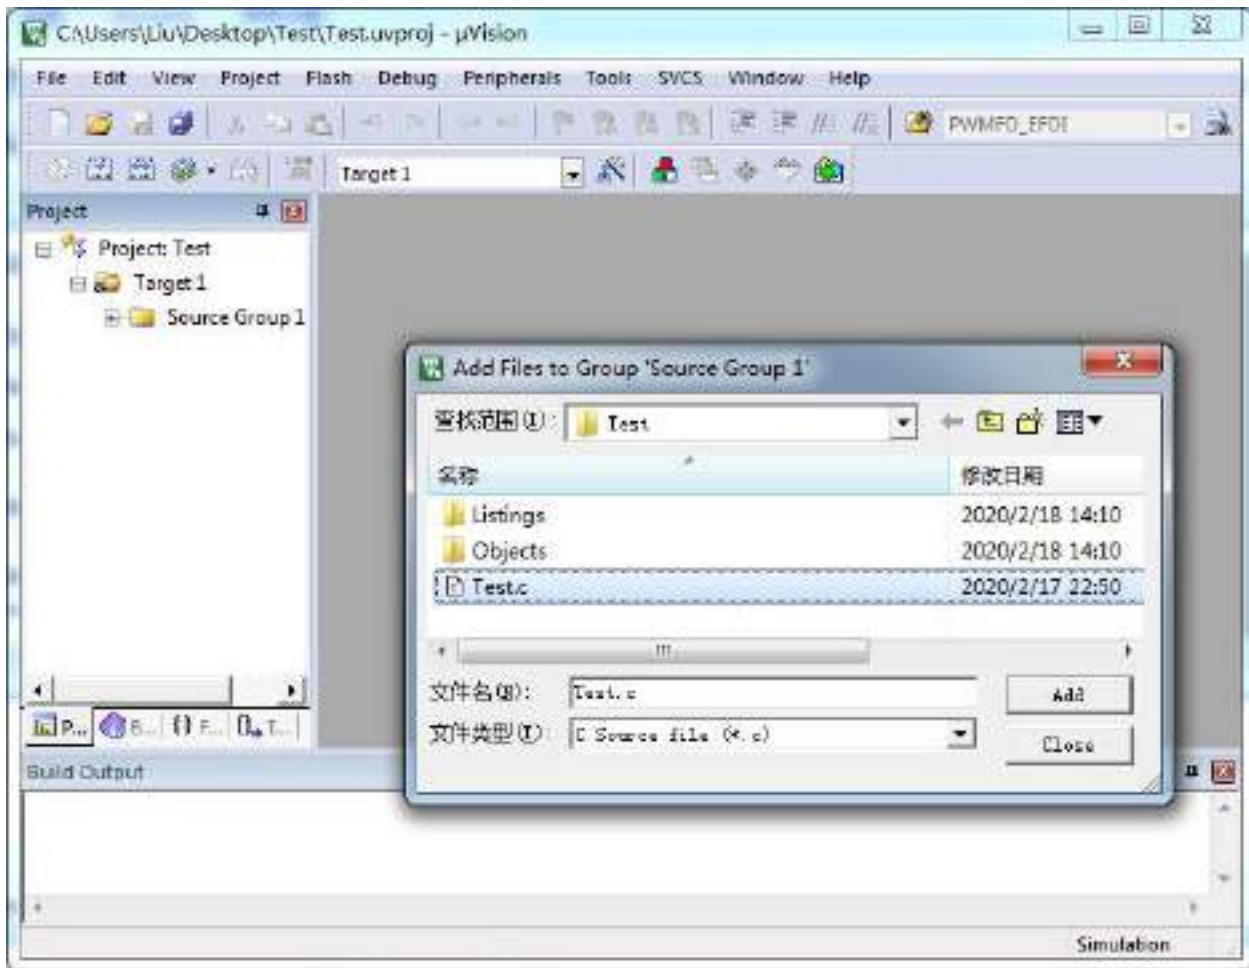 C:\Users\Liu\Desktop\Test\Test.uvproj - µVision
File Edit View Project Flash Debug Peripherals Tools SVCS Window Help
PWMFD_EFDI
Target 1
Project
Project: Test
Target 1
Source Group 1
Add Files to Group 'Source Group 1'
查找范围(I): Test
名称 修改日期
Listings 2020/2/18 14:10
Objects 2020/2/18 14:10
Test.c 2020/2/17 22:50
文件名(N): Test.c Add
文件类型(T): C Source file (*.c) Close
P... B... {} F... 0 T...
Build Output
Simulation